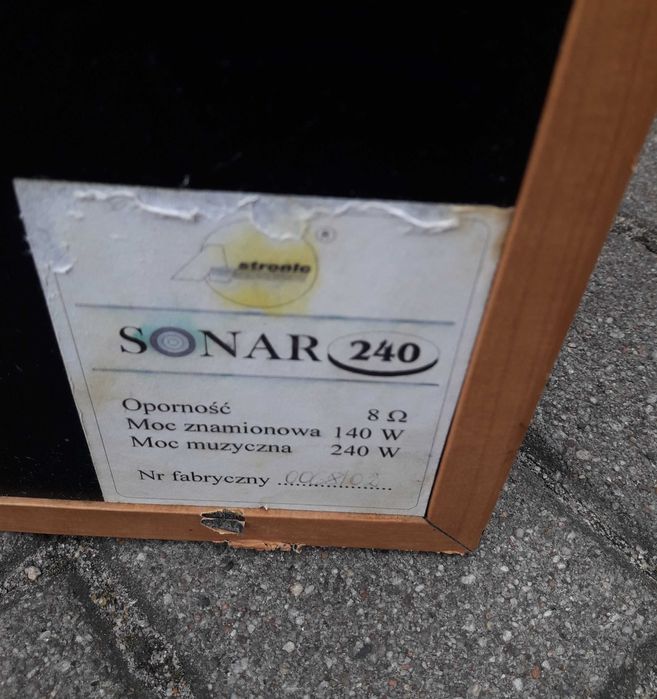 stronic
®
SONAR 240
Oporność 8 Ω
Moc znamionowa 140 W
Moc muzyczna 240 W
Nr fabryczny